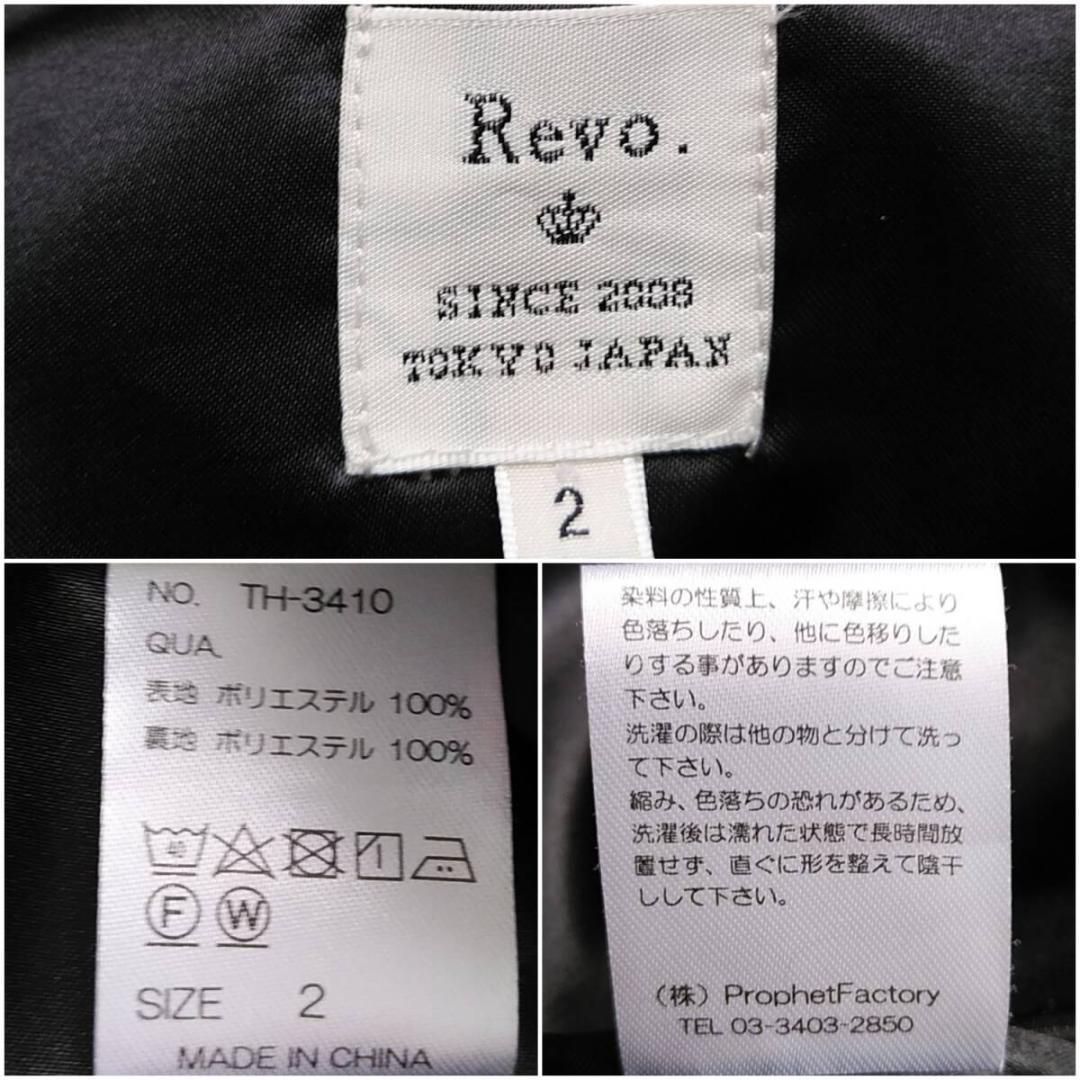 Revo.
SINCE 2008
TOKYO JAPAN
2
NO. TH-3410
QUA.
表地 ポリエステル 100%
裏地 ポリエステル 100%
40
F W
SIZE 2
MADE IN CHINA
染料の性質上、汗や摩擦により
色落ちしたり、他に色移りした
りする事がありますのでご注意
下さい。
洗濯の際は他の物と分けて洗っ
て下さい。
縮み、色落ちの恐れがあるため、
洗濯後は濡れた状態で長時間放
置せず、直ぐに形を整えて陰干
しして下さい。
（株）ProphetFactory
TEL 03-3403-2850